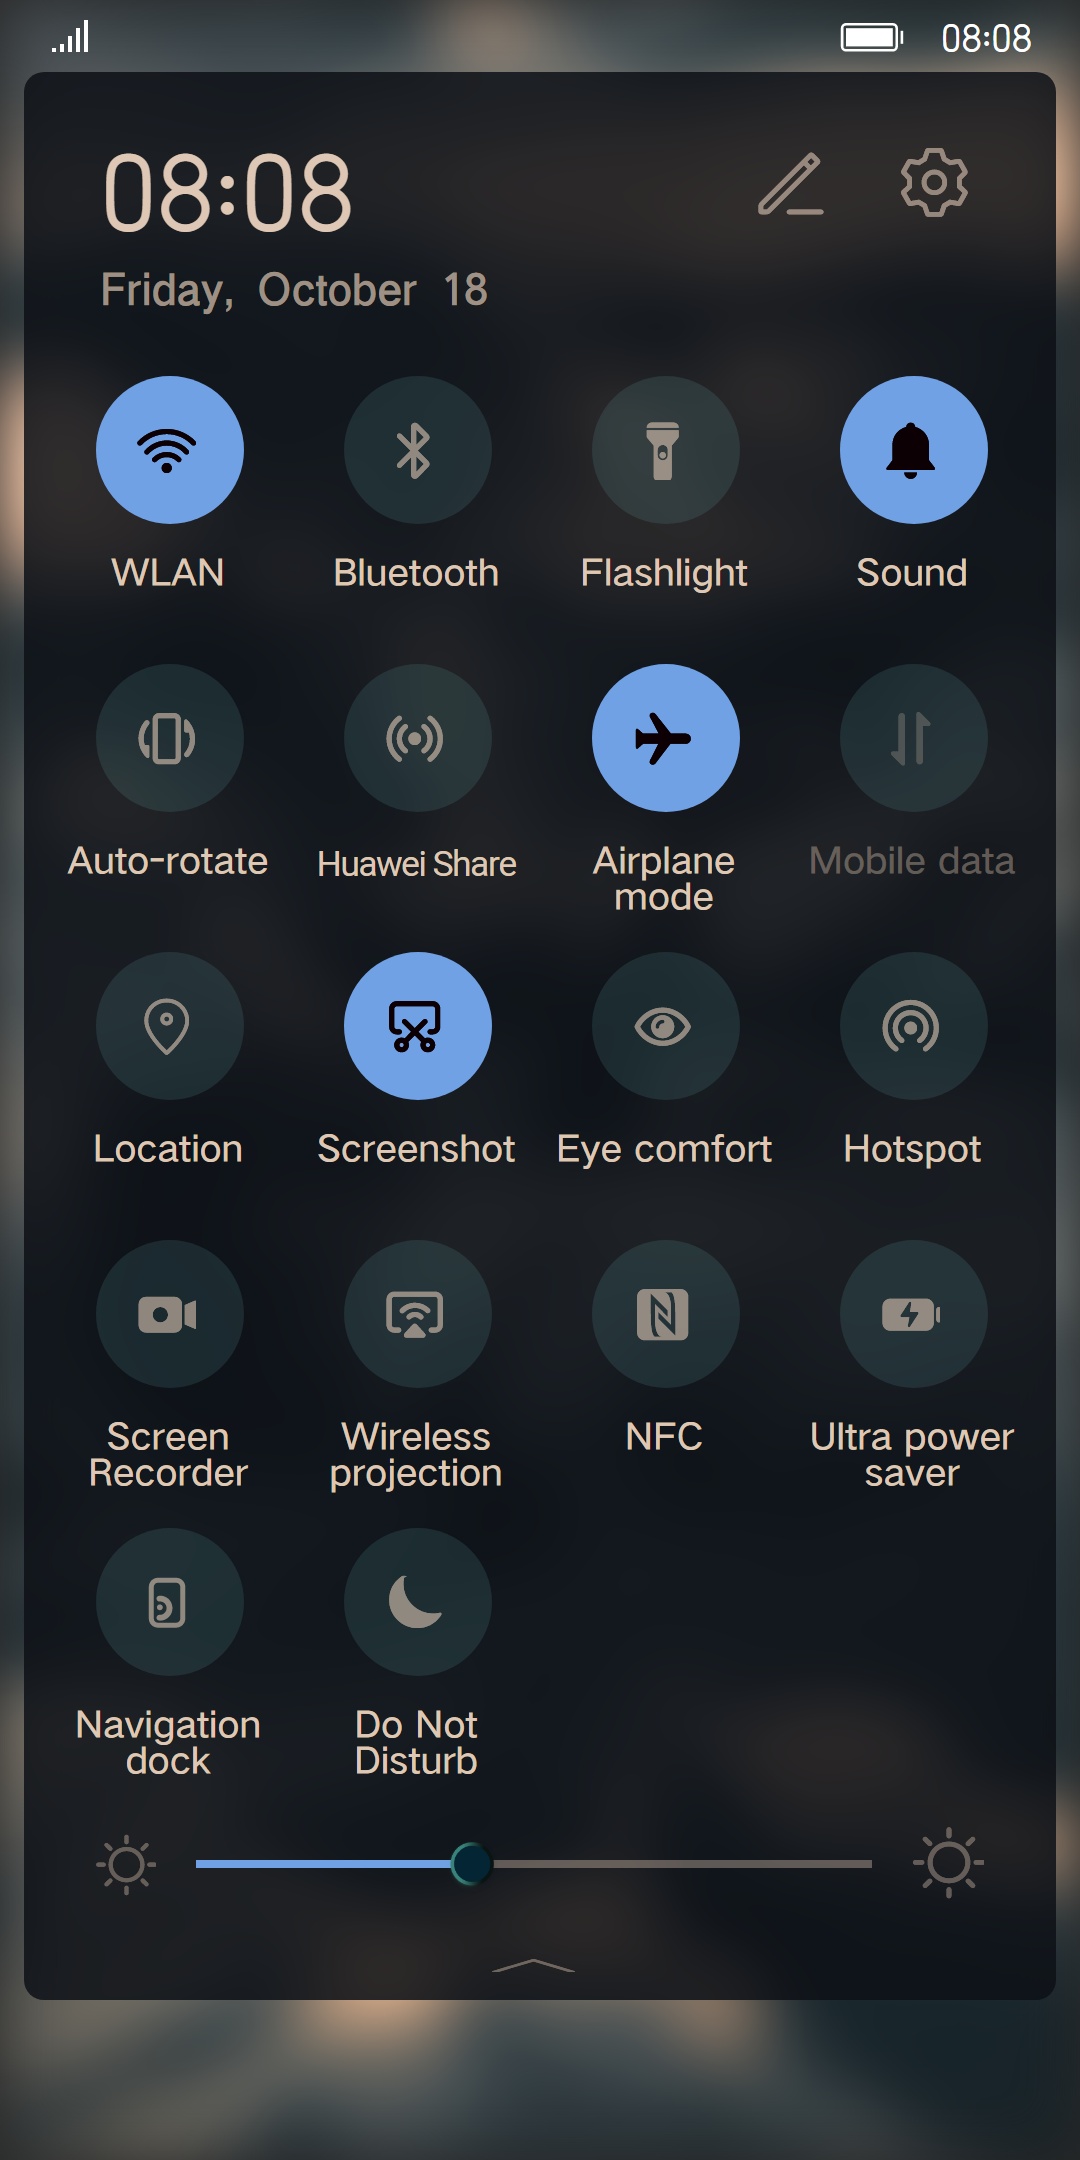 08:08
08:08
Friday, October 18
WLAN
Bluetooth
Flashlight
Sound
Auto-rotate
Huawei Share
Airplane
mode
Mobile data
Location
Screenshot
Eye comfort
Hotspot
Screen
Recorder
Wireless
projection
NFC
Ultra power
saver
Navigation
dock
Do Not
Disturb